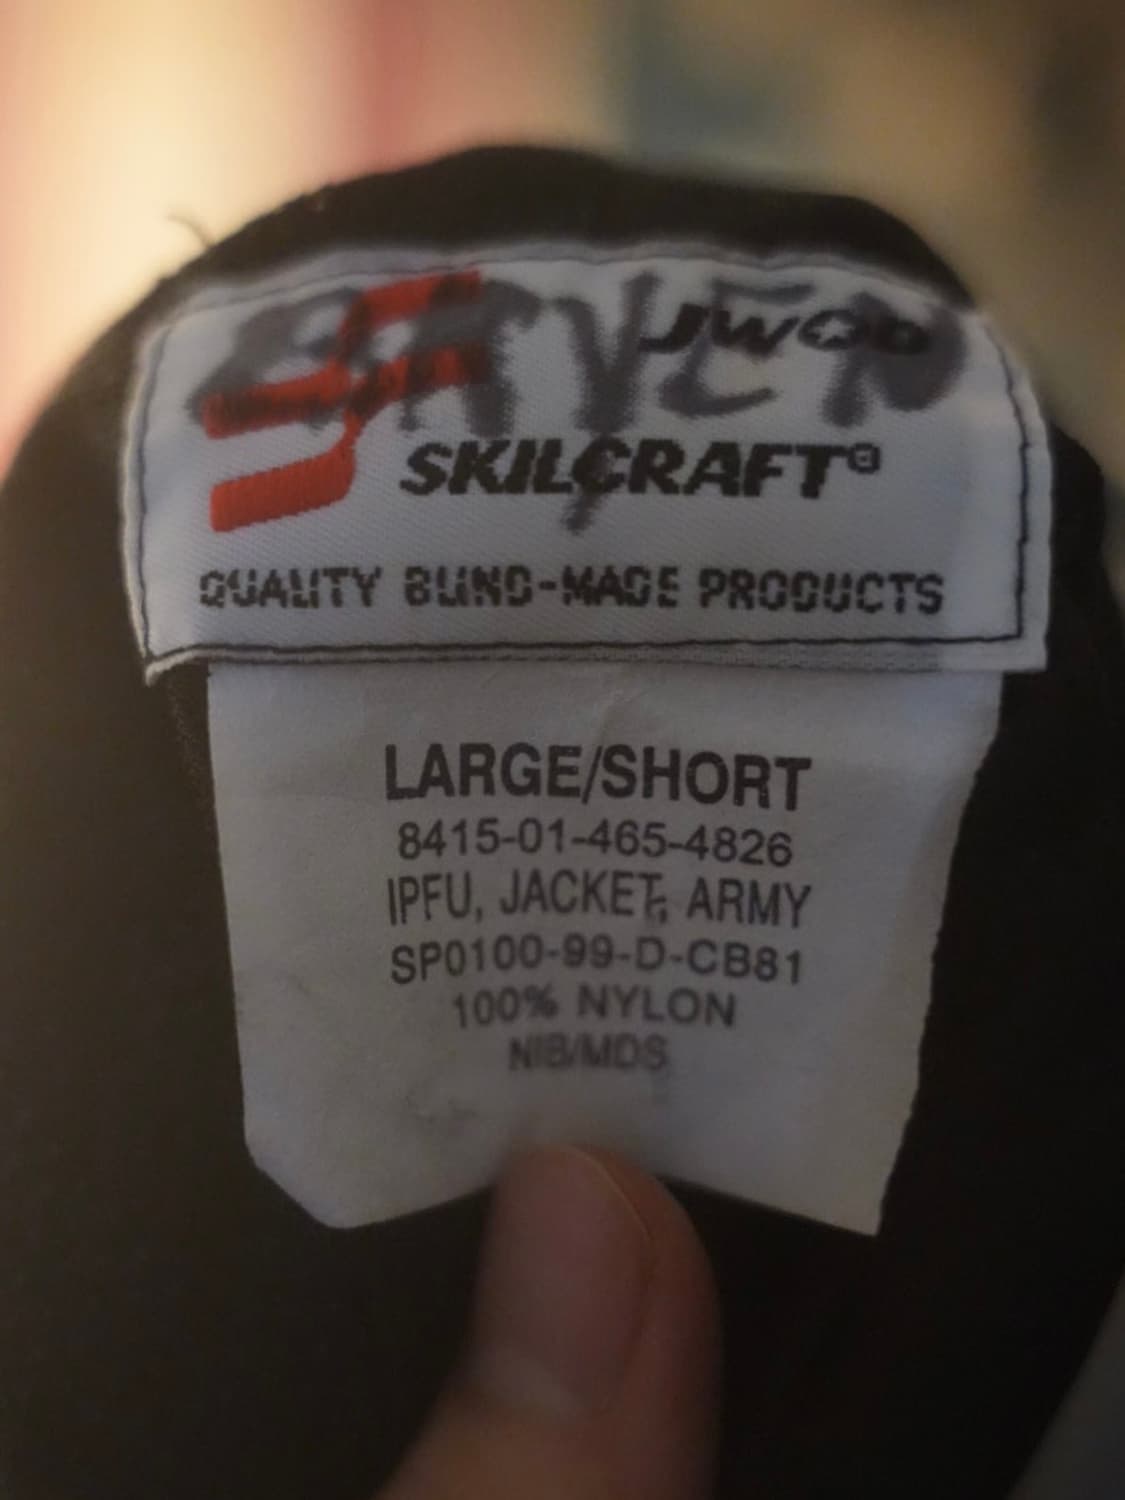 JWOD
SKILCRAFT®
QUALITY BLIND-MADE PRODUCTS
LARGE/SHORT
8415-01-465-4826
IPFU, JACKET, ARMY
SP0100-99-D-CB81
100% NYLON
NIB/MDS